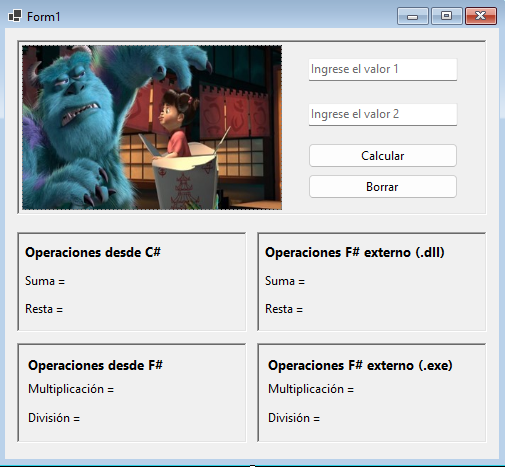 Form1
Ingrese el valor 1
Ingrese el valor 2
Calcular
Borrar
Operaciones desde C#
Suma =
Resta =
Operaciones F# externo (.dll)
Suma =
Resta =
Operaciones desde F#
Multiplicación =
División =
Operaciones F# externo (.exe)
Multiplicación =
División =